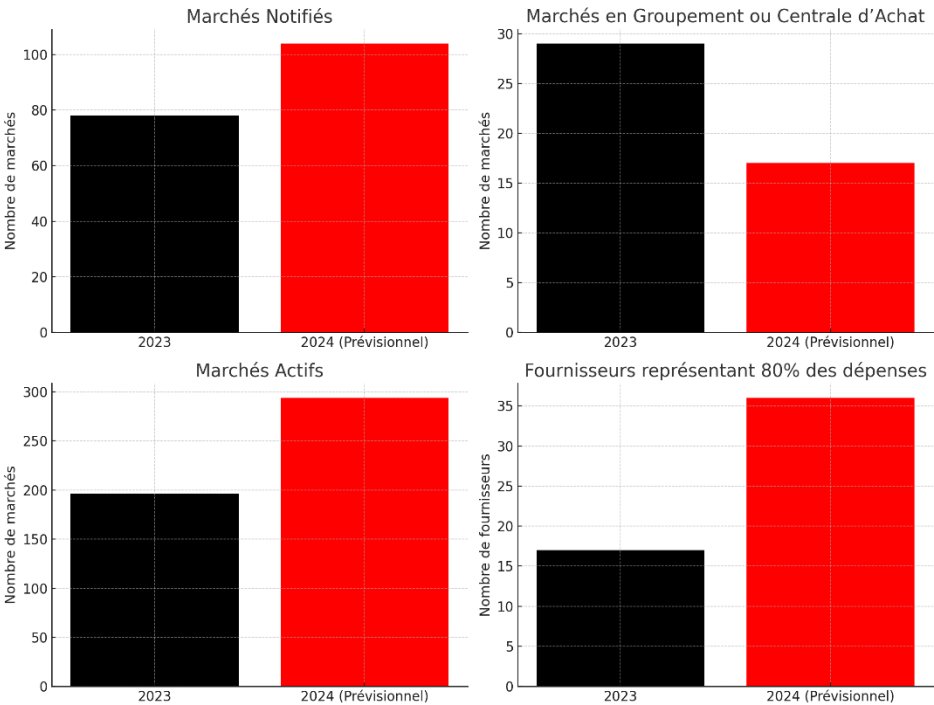 Marchés Notifiés
Nombre de marchés
100
80
60
40
20
0
2023
2024 (Prévisionnel)
Marchés en Groupement ou Centrale d’Achat
Nombre de marchés
30
25
20
15
10
5
0
2023
2024 (Prévisionnel)
Marchés Actifs
Nombre de marchés
300
250
200
150
100
50
0
2023
2024 (Prévisionnel)
Fournisseurs représentant 80% des dépenses
Nombre de fournisseurs
35
30
25
20
15
10
5
0
2023
2024 (Prévisionnel)